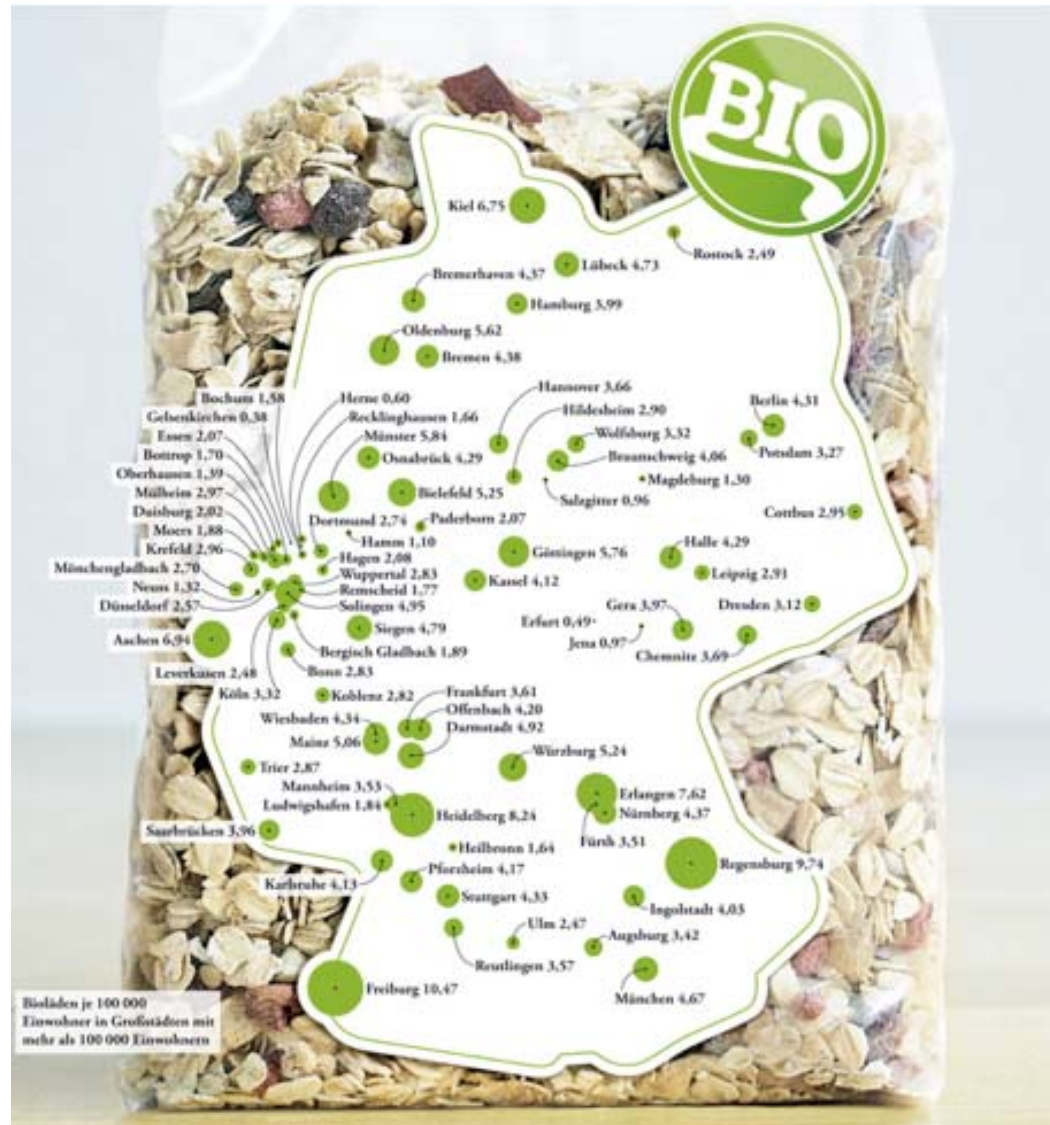 BIO
Kiel 6,75
Rostock 2,49
Lübeck 4,73
Bremerhaven 4,37
Hamburg 3,99
Oldenburg 5,62
Bremen 4,38
Hannover 3,66
Bochum 1,58
Herne 0,60
Hildesheim 2,90
Berlin 4,31
Gelsenkirchen 0,38
Recklinghausen 1,66
Essen 2,07
Münster 5,84
Wolfsburg 3,32
Potsdam 3,27
Bottrop 1,70
Osnabrück 4,29
Braunschweig 4,06
Oberhausen 1,39
Magdeburg 1,30
Mülheim 2,97
Bielefeld 5,25
Salzgitter 0,96
Duisburg 2,02
Cottbus 2,95
Dortmund 2,74
Paderborn 2,07
Moers 1,88
Hamm 1,10
Halle 4,29
Krefeld 2,96
Göttingen 5,76
Hagen 2,08
Mönchengladbach 2,70
Leipzig 2,91
Wuppertal 2,83
Kassel 4,12
Neuss 1,32
Remscheid 1,77
Düsseldorf 2,57
Solingen 4,95
Gera 3,97
Dresden 3,12
Erfurt 0,49
Siegen 4,79
Aachen 6,94
Jena 0,97
Bergisch Gladbach 1,89
Chemnitz 3,69
Leverkusen 2,48
Bonn 2,83
Köln 3,32
Koblenz 2,82
Frankfurt 3,61
Offenbach 4,20
Wiesbaden 4,34
Darmstadt 4,92
Mainz 5,06
Würzburg 5,24
Trier 2,87
Mannheim 3,53
Erlangen 7,62
Ludwigshafen 1,84
Nürnberg 4,37
Heidelberg 8,24
Saarbrücken 3,96
Fürth 3,51
Heilbronn 1,64
Regensburg 9,74
Pforzheim 4,17
Karlsruhe 4,13
Stuttgart 4,33
Ingolstadt 4,03
Ulm 2,47
Augsburg 3,42
Reutlingen 3,57
Freiburg 10,47
München 4,67
Bioläden je 100 000
Einwohner in Großstädten mit
mehr als 100 000 Einwohnern